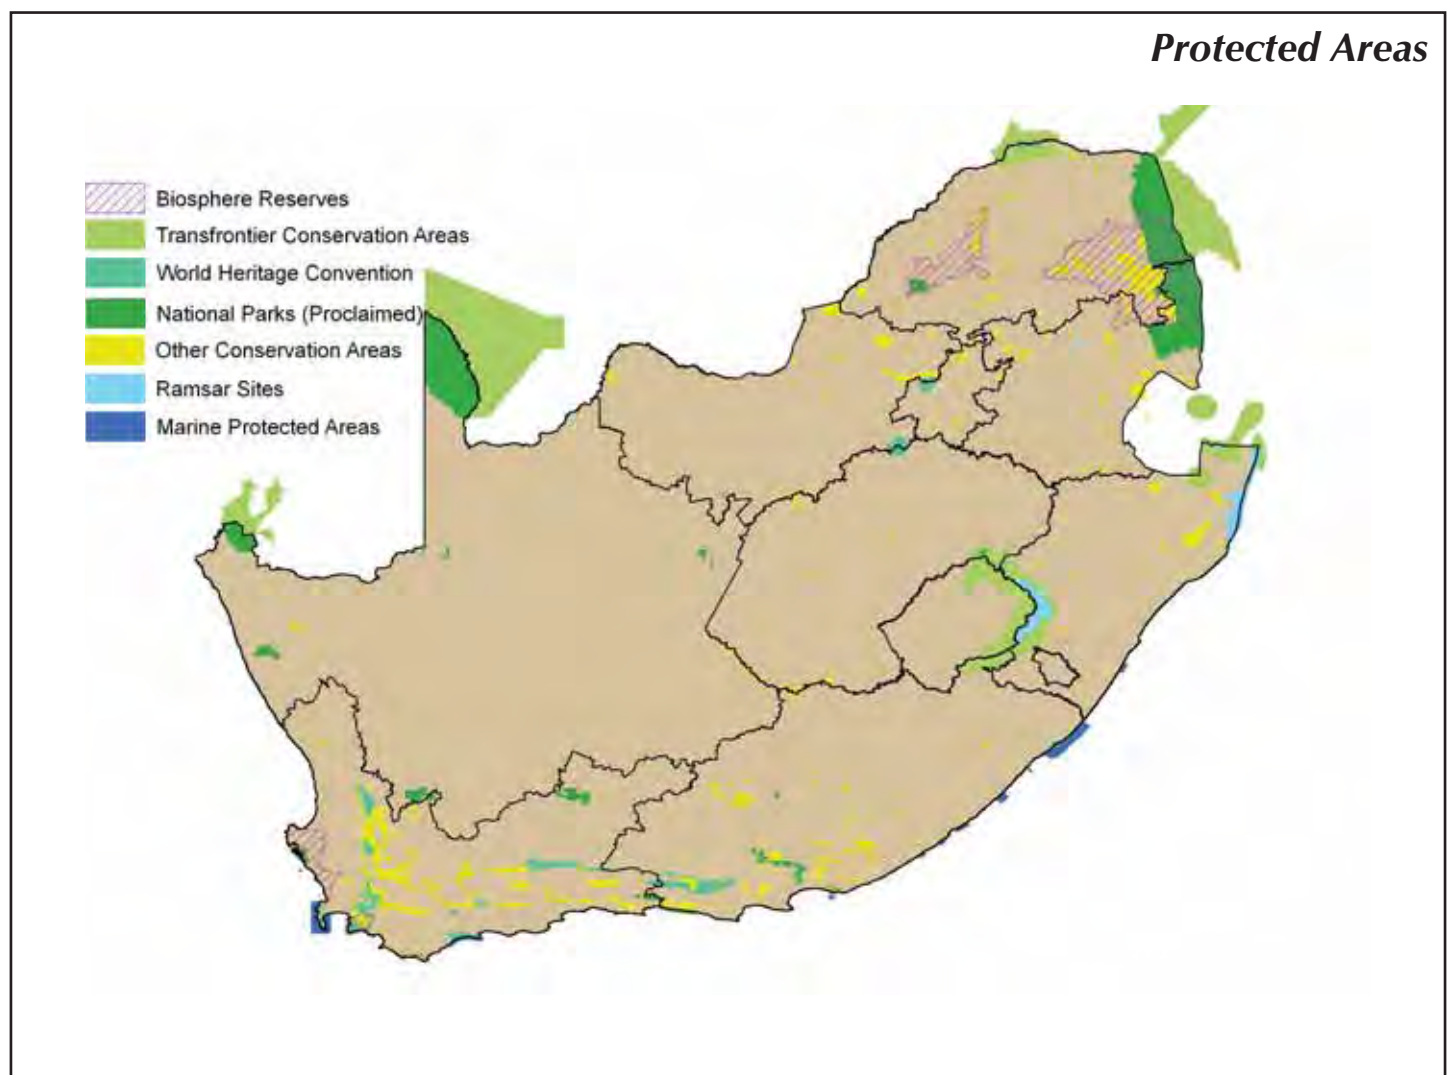 Protected Areas
Biosphere Reserves
Transfrontier Conservation Areas
World Heritage Convention
National Parks (Proclaimed)
Other Conservation Areas
Ramsar Sites
Marine Protected Areas